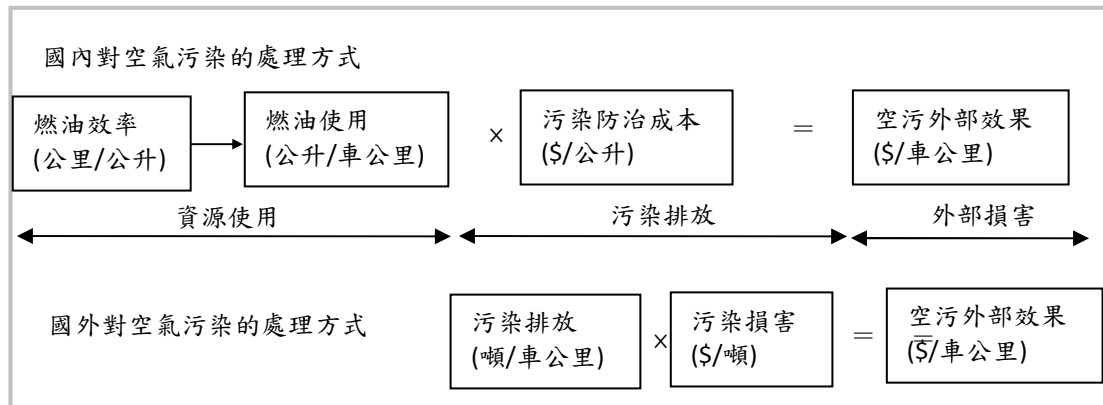 國內對空氣污染的處理方式
燃油效率
(公里/公升)
燃油使用
(公升/車公里)
×
污染防治成本
($/公升)
=
空污外部效果
($/車公里)
資源使用
污染排放
外部損害
國外對空氣污染的處理方式
污染排放
(噸/車公里)
×
污染損害
($/噸)
=
空污外部效果
($/車公里)